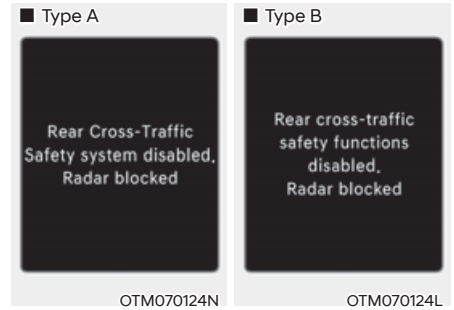 ■ Type A
Rear Cross-Traffic
Safety system disabled.
Radar blocked
OTM070124N
■ Type B
Rear cross-traffic
safety functions
disabled.
Radar blocked
OTM070124L